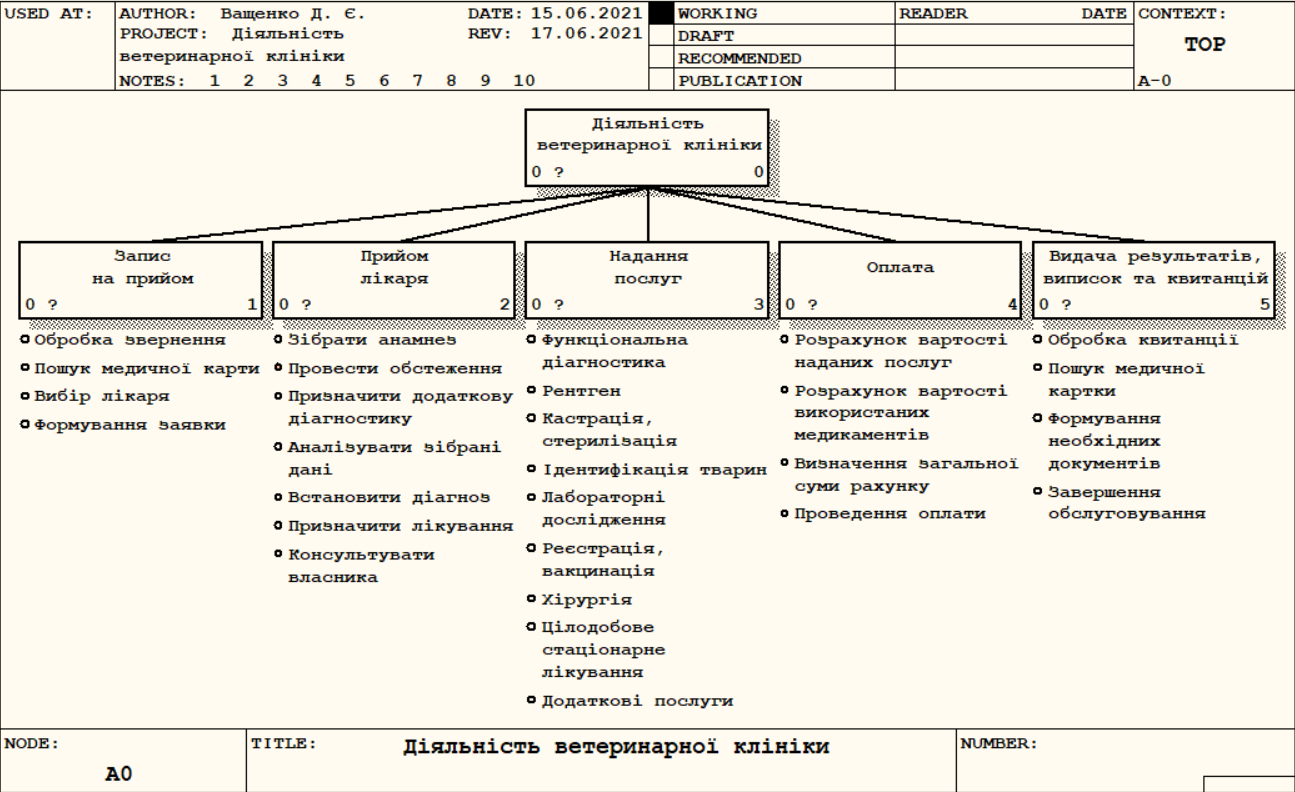 USED AT:
AUTHOR: Ващенко Д. Є.
DATE: 15.06.2021
PROJECT: Діяльність
REV: 17.06.2021
ветеринарної клініки
NOTES: 1 2 3 4 5 6 7 8 9 10
WORKING
DRAFT
RECOMMENDED
PUBLICATION
READER
DATE
CONTEXT:
TOP
A-0
Діяльність
ветеринарної клініки
0 ? 0
Запис
на прийом
0 ? 1
Обробка звернення
Пошук медичної карти
Вибір лікаря
Формування заявки
Прийом
лікаря
0 ? 2
Зібрати анамнез
Провести обстеження
Призначити додаткову
діагностику
Аналізувати зібрані
дані
Встановити діагноз
Призначити лікування
Консультувати
власника
Надання
послуг
0 ? 3
Функціональна
діагностика
Рентген
Кастрація,
стерилізація
Ідентифікація тварин
Лабораторні
дослідження
Реєстрація,
вакцинація
Хірургія
Цілодобове
стаціонарне
лікування
Додаткові послуги
Оплата
0 ? 4
Розрахунок вартості
наданих послуг
Розрахунок вартості
використаних
медикаментів
Визначення загальної
суми рахунку
Проведення оплати
Видача результатів,
виписок та квитанцій
0 ? 5
Обробка квитанції
Пошук медичної
картки
Формування
необхідних
документів
Завершення
обслуговування
NODE:
A0
TITLE:
Діяльність ветеринарної клініки
NUMBER: